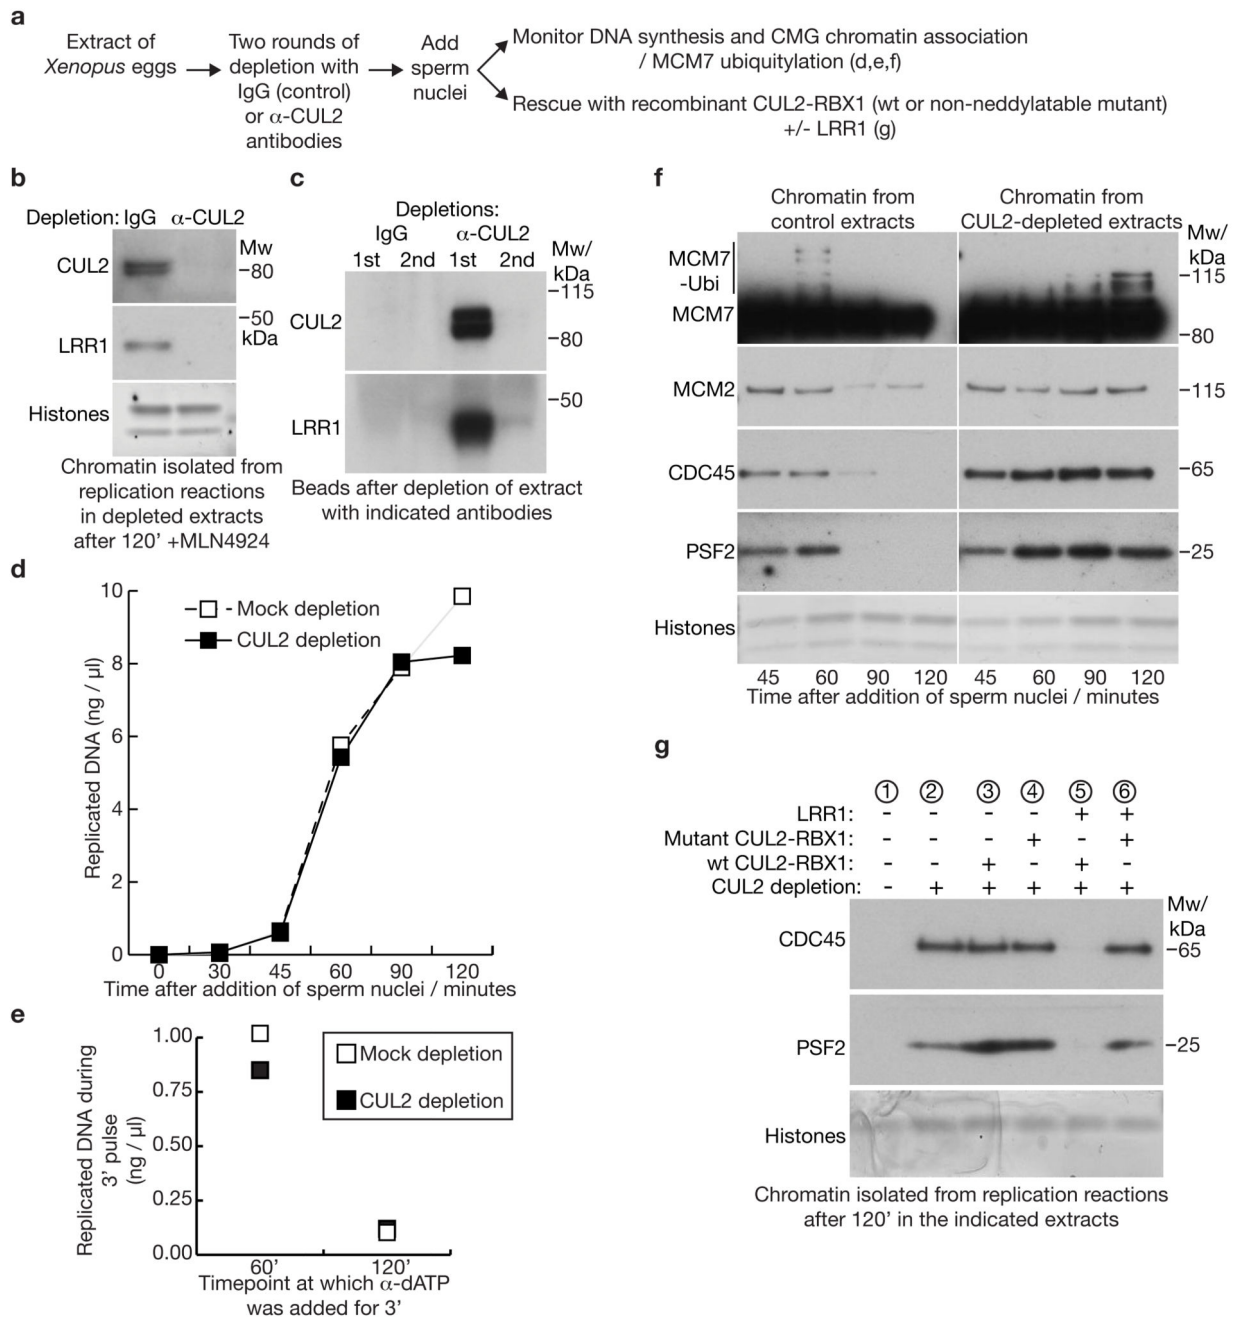 a
Extract of
Xenopus eggs
Two rounds of
depletion with
IgG (control)
or α-CUL2
antibodies
Add
sperm
nuclei
Monitor DNA synthesis and CMG chromatin association
/ MCM7 ubiquitylation (d,e,f)
Rescue with recombinant CUL2-RBX1 (wt or non-neddylatable mutant)
+/- LRR1 (g)
b
Depletion: IgG α-CUL2
Mw
CUL2
–80
–50
kDa
LRR1
Histones
Chromatin isolated from
replication reactions
in depleted extracts
after 120’ +MLN4924
c
Depletions:
IgG α-CUL2
1st 2nd 1st 2nd
Mw/
kDa
–115
CUL2
–80
–50
LRR1
Beads after depletion of extract
with indicated antibodies
d
10
8
6
4
2
0
Replicated DNA (ng / µl)
Mock depletion
CUL2 depletion
0 30 45 60 90 120
Time after addition of sperm nuclei / minutes
e
1.00
0.75
0.50
0.25
0.00
Replicated DNA during
3’ pulse
(ng / µl)
Mock depletion
CUL2 depletion
60’ 120’
Timepoint at which α-dATP
was added for 3’
f
Chromatin from
control extracts
Chromatin from
CUL2-depleted extracts
Mw/
kDa
MCM7
-Ubi
–115
MCM7
–80
MCM2
–115
CDC45
–65
PSF2
–25
Histones
45 60 90 120 45 60 90 120
Time after addition of sperm nuclei / minutes
g
① ② ③ ④ ⑤ ⑥
LRR1: - - - - + +
Mutant CUL2-RBX1: - - - + - +
wt CUL2-RBX1: - - + - + -
CUL2 depletion: - + + + + +
Mw/
kDa
CDC45
–65
PSF2
–25
Histones
Chromatin isolated from replication reactions
after 120’ in the indicated extracts